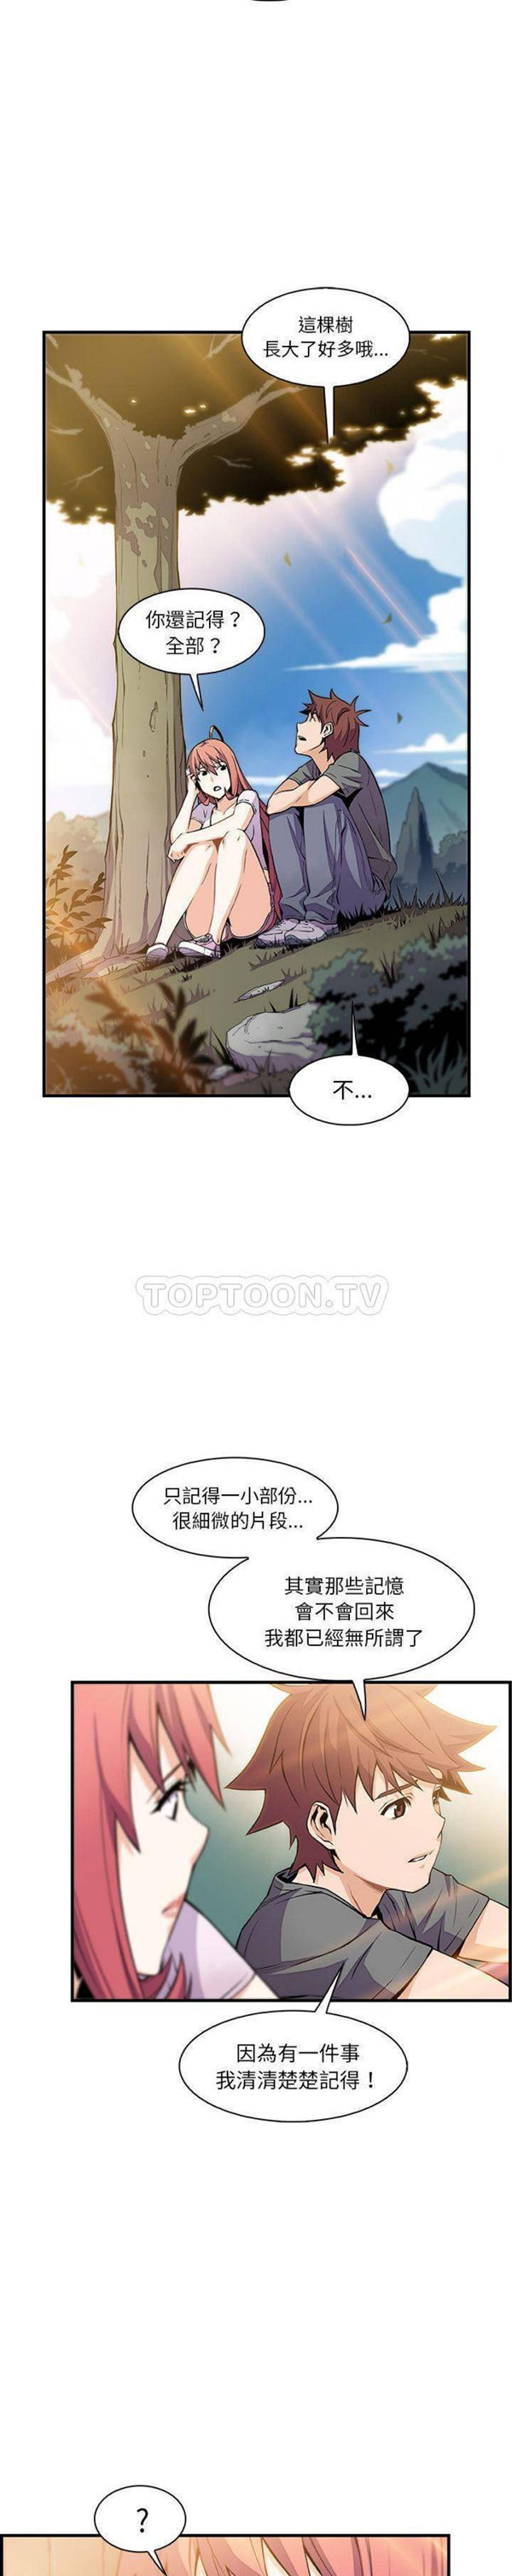 這棵樹
長大了好多哦...
你還記得？
全部？
不...
TOPTOON.TV
只記得一小部份...
很細微的片段...
其實那些記憶
會不會回來
我都已經無所謂了
因為有一件事
我清清楚楚記得！
？